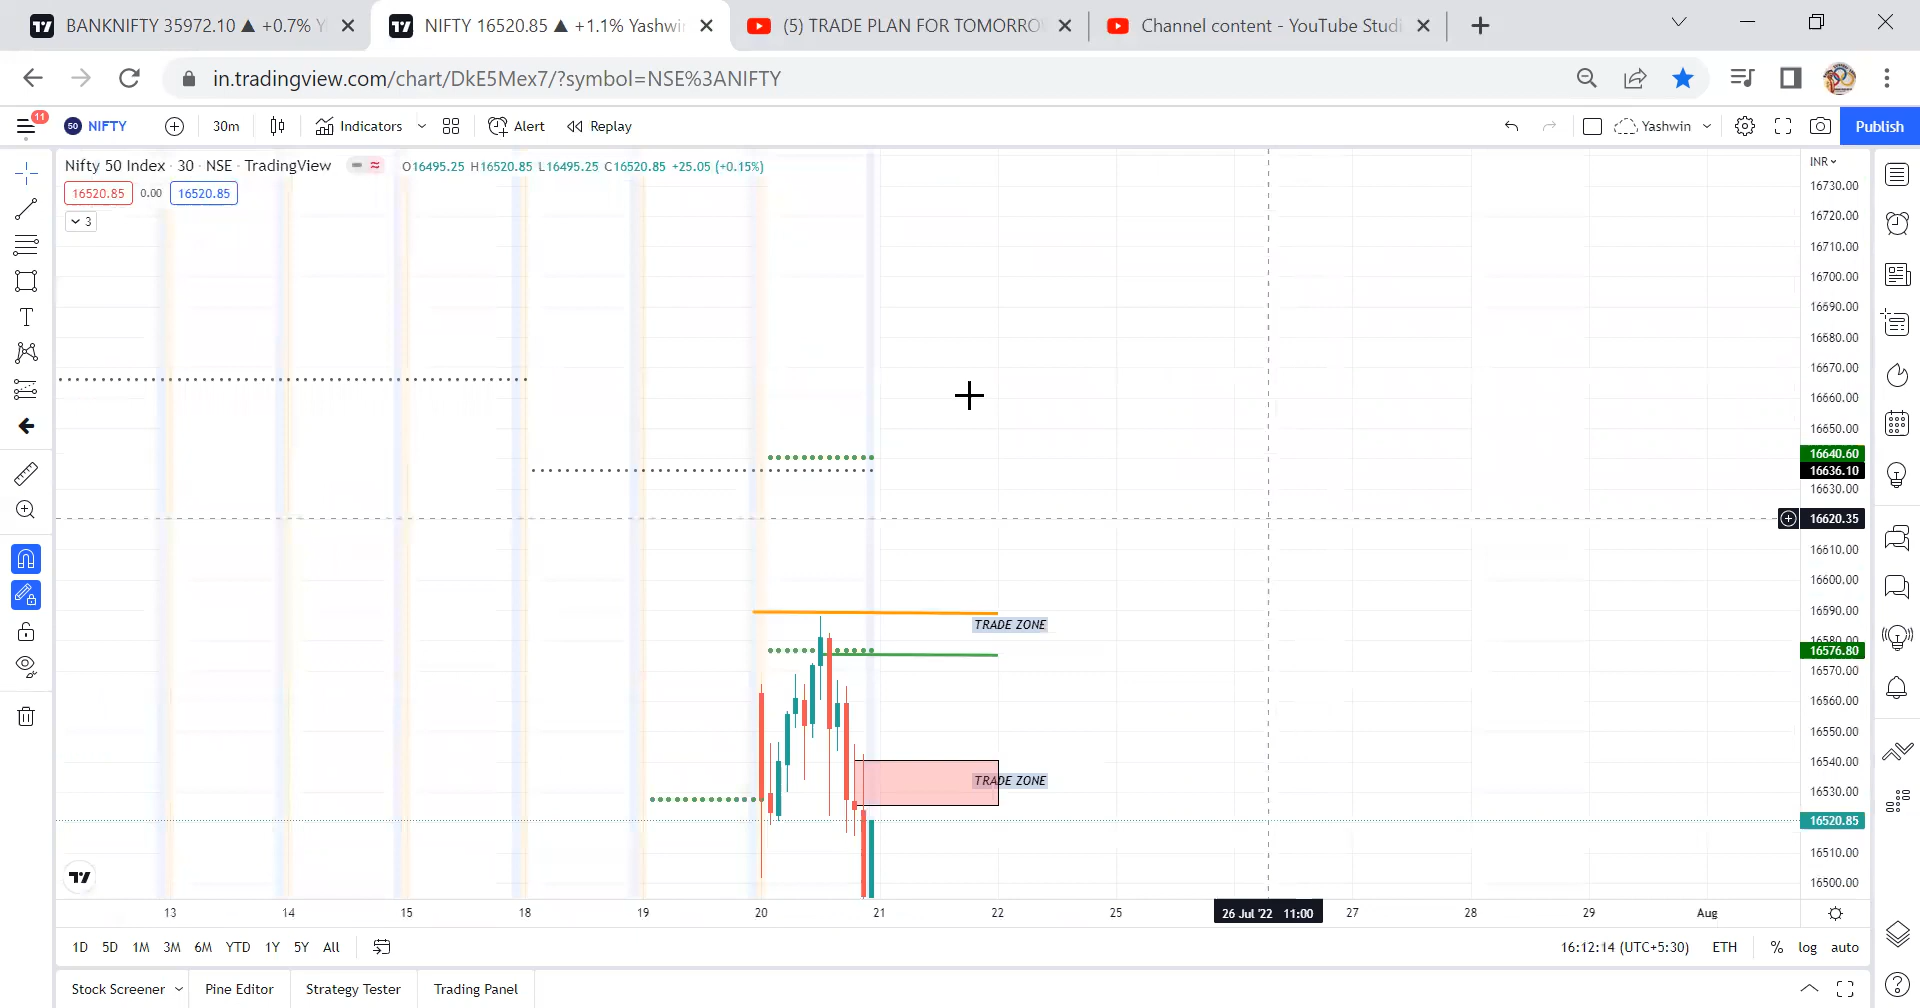 BANKNIFTY 35972.10 ▲ +0.7% Y
NIFTY 16520.85 ▲ +1.1% Yashwi
(5) TRADE PLAN FOR TOMORRO
Channel content - YouTube Studi
in.tradingview.com/chart/DkE5Mex7/?symbol=NSE%3ANIFTY
11
50 NIFTY
30m
Indicators
Alert
Replay
Yashwin
Publish
Nifty 50 Index · 30 · NSE · TradingView
O16495.25 H16520.85 L16495.25 C16520.85 +25.05 (+0.15%)
INR
16520.85 0.00 16520.85
3
16730.00
16720.00
16710.00
16700.00
16690.00
16680.00
16670.00
16660.00
16650.00
16640.60
16636.10
16630.00
16620.35
16610.00
16600.00
16590.00
TRADE ZONE
16580.00
16576.80
16570.00
16560.00
16550.00
16540.00
TRADE ZONE
16530.00
16520.85
16510.00
16500.00
13 14 15 18 19 20 21 22 25 26 Jul '22 11:00 27 28 29 Aug
1D 5D 1M 3M 6M YTD 1Y 5Y All
16:12:14 (UTC+5:30) ETH % log auto
Stock Screener Pine Editor Strategy Tester Trading Panel